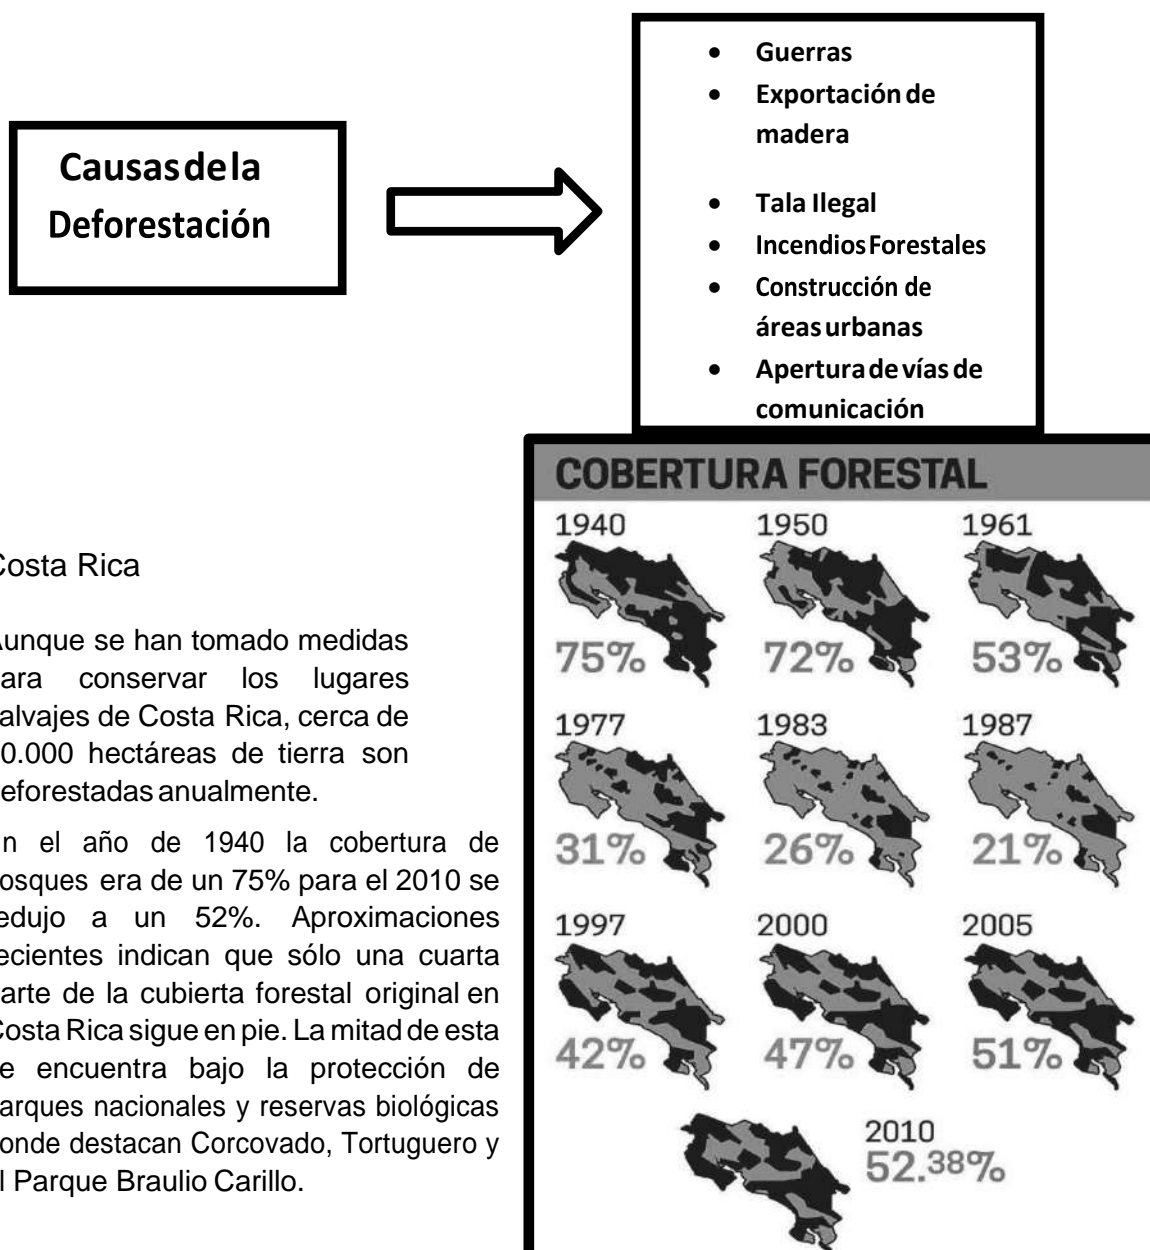 Causas de la
Deforestación
• Guerras
• Exportación de
madera
• Tala Ilegal
• Incendios Forestales
• Construcción de
áreas urbanas
• Apertura de vías de
comunicación
osta Rica
unque se han tomado medidas
ara conservar los lugares
alvajes de Costa Rica, cerca de
0.000 hectáreas de tierra son
eforestadas anualmente.
n el año de 1940 la cobertura de
osques era de un 75% para el 2010 se
edujo a un 52%. Aproximaciones
ecientes indican que sólo una cuarta
arte de la cubierta forestal original en
osta Rica sigue en pie. La mitad de esta
e encuentra bajo la protección de
arques nacionales y reservas biológicas
onde destacan Corcovado, Tortuguero y
l Parque Braulio Carillo.
COBERTURA FORESTAL
1940 1950 1961
75% 72% 53%
1977 1983 1987
31% 26% 21%
1997 2000 2005
42% 47% 51%
2010
52.38%